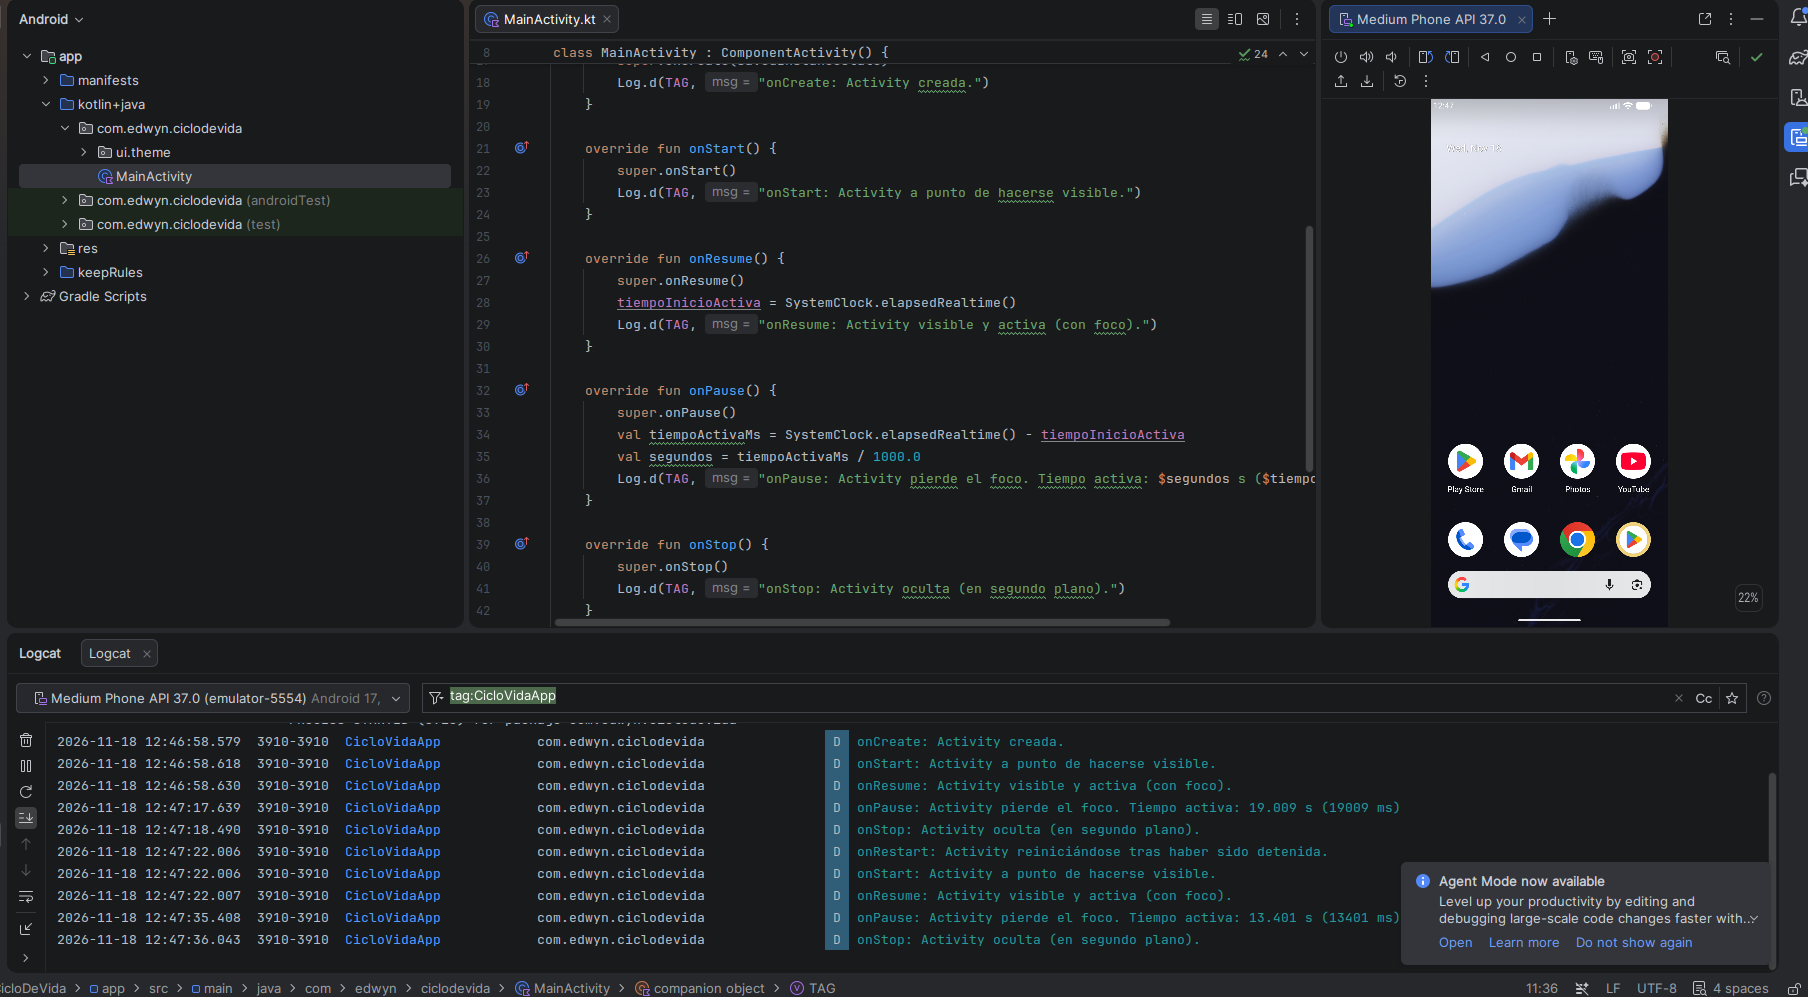 Android
app
manifests
kotlin+java
com.edwyn.ciclodevida
ui.theme
MainActivity
com.edwyn.ciclodevida (androidTest)
com.edwyn.ciclodevida (test)
res
keepRules
Gradle Scripts
MainActivity.kt
8 class MainActivity : ComponentActivity() {
24
18 Log.d(TAG, msg = "onCreate: Activity creada.")
19 }
20
21 override fun onStart() {
22 super.onStart()
23 Log.d(TAG, msg = "onStart: Activity a punto de hacerse visible.")
24 }
25
26 override fun onResume() {
27 super.onResume()
28 tiempoInicioActiva = SystemClock.elapsedRealtime()
29 Log.d(TAG, msg = "onResume: Activity visible y activa (con foco).")
30 }
31
32 override fun onPause() {
33 super.onPause()
34 val tiempoActivaMs = SystemClock.elapsedRealtime() - tiempoInicioActiva
35 val segundos = tiempoActivaMs / 1000.0
36 Log.d(TAG, msg = "onPause: Activity pierde el foco. Tiempo activa: $segundos s ($tiempo
37 }
38
39 override fun onStop() {
40 super.onStop()
41 Log.d(TAG, msg = "onStop: Activity oculta (en segundo plano).")
42 }
Medium Phone API 37.0
12:47
Wed, Nov 18
Play Store
Gmail
Photos
YouTube
22%
Logcat
Logcat
Medium Phone API 37.0 (emulator-5554) Android 17,
tag:CicloVidaApp
Cc
2026-11-18 12:46:58.579 3910-3910 CicloVidaApp com.edwyn.ciclodevida D onCreate: Activity creada.
2026-11-18 12:46:58.618 3910-3910 CicloVidaApp com.edwyn.ciclodevida D onStart: Activity a punto de hacerse visible.
2026-11-18 12:46:58.630 3910-3910 CicloVidaApp com.edwyn.ciclodevida D onResume: Activity visible y activa (con foco).
2026-11-18 12:47:17.639 3910-3910 CicloVidaApp com.edwyn.ciclodevida D onPause: Activity pierde el foco. Tiempo activa: 19.009 s (19009 ms)
2026-11-18 12:47:18.490 3910-3910 CicloVidaApp com.edwyn.ciclodevida D onStop: Activity oculta (en segundo plano).
2026-11-18 12:47:22.006 3910-3910 CicloVidaApp com.edwyn.ciclodevida D onRestart: Activity reiniciándose tras haber sido detenida.
2026-11-18 12:47:22.006 3910-3910 CicloVidaApp com.edwyn.ciclodevida D onStart: Activity a punto de hacerse visible.
2026-11-18 12:47:22.007 3910-3910 CicloVidaApp com.edwyn.ciclodevida D onResume: Activity visible y activa (con foco).
2026-11-18 12:47:35.408 3910-3910 CicloVidaApp com.edwyn.ciclodevida D onPause: Activity pierde el foco. Tiempo activa: 13.401 s (13401 ms)
2026-11-18 12:47:36.043 3910-3910 CicloVidaApp com.edwyn.ciclodevida D onStop: Activity oculta (en segundo plano).
Agent Mode now available
Level up your productivity by editing and
debugging large-scale code changes faster with...
Open Learn more Do not show again
icloDeVida > app > src > main > java > com > edwyn > ciclodevida > MainActivity > companion object > TAG
11:36 LF UTF-8 4 spaces